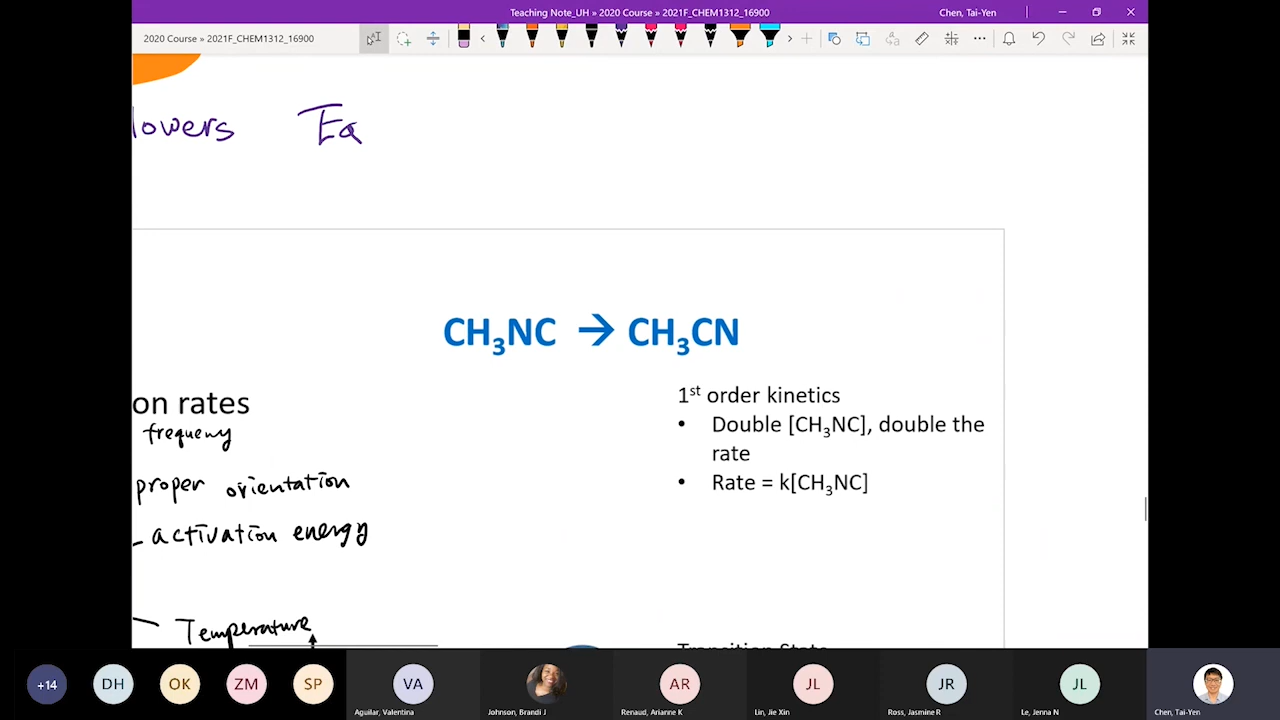 Teaching Note_UH » 2020 Course » 2021F_CHEM1312_16900
Chen, Tai-Yen
2020 Course » 2021F_CHEM1312_16900
lowers Ea
CH₃NC → CH₃CN
on rates
frequency
proper orientation
activation energy
Temperature
1st order kinetics
• Double [CH₃NC], double the
rate
• Rate = k[CH₃NC]
Transition State
+14
DH
OK
ZM
SP
VA
Aguilar, Valentina
Johnson, Brandi J
AR
Renaud, Arianne K
JL
Lin, Jie Xin
JR
Ross, Jasmine R
JL
Le, Jenna N
Chen, Tai-Yen